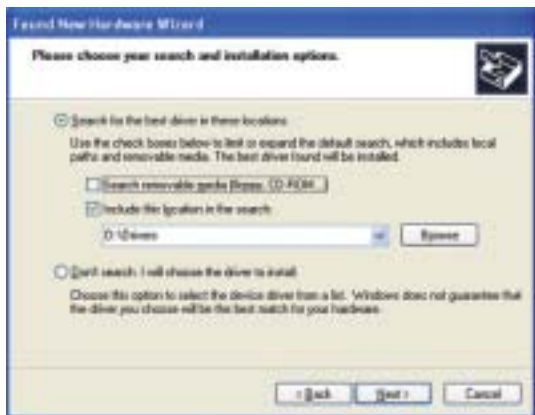 Found New Hardware Wizard
Please choose your search and installation options.
Search for the best driver in these locations.
Use the check boxes below to limit or expand the default search, which includes local
paths and removable media. The best driver found will be installed.
Search removable media (floppy, CD-ROM...)
Include this location in the search:
D:\Drivers
Browse
Don't search. I will choose the driver to install.
Choose this option to select the device driver from a list. Windows does not guarantee that
the driver you choose will be the best match for your hardware.
< Back
Next >
Cancel